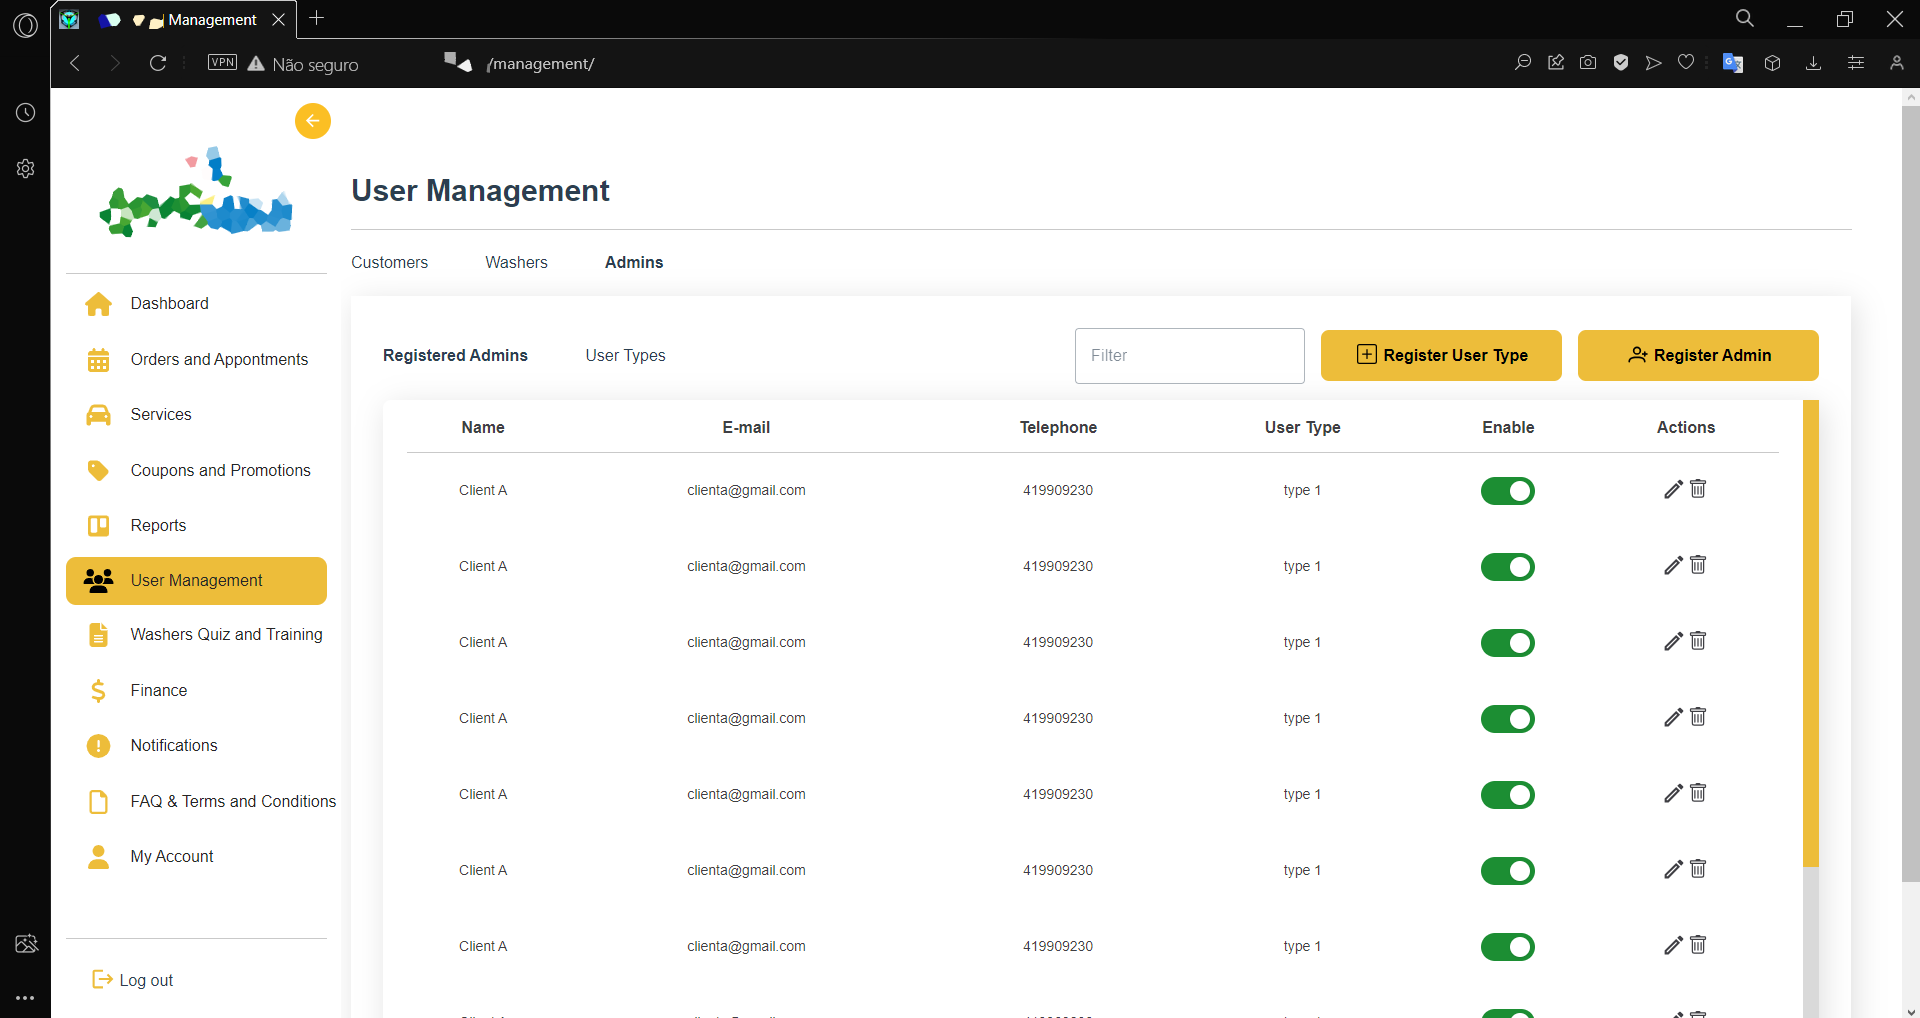 Management
VPN Não seguro /management/
User Management
Customers Washers Admins
Dashboard
Orders and Appontments
Services
Coupons and Promotions
Reports
User Management
Washers Quiz and Training
Finance
Notifications
FAQ & Terms and Conditions
My Account
Log out
Registered Admins User Types Filter Register User Type Register Admin
Name E-mail Telephone User Type Enable Actions
Client A clienta@gmail.com 419909230 type 1
Client A clienta@gmail.com 419909230 type 1
Client A clienta@gmail.com 419909230 type 1
Client A clienta@gmail.com 419909230 type 1
Client A clienta@gmail.com 419909230 type 1
Client A clienta@gmail.com 419909230 type 1
Client A clienta@gmail.com 419909230 type 1